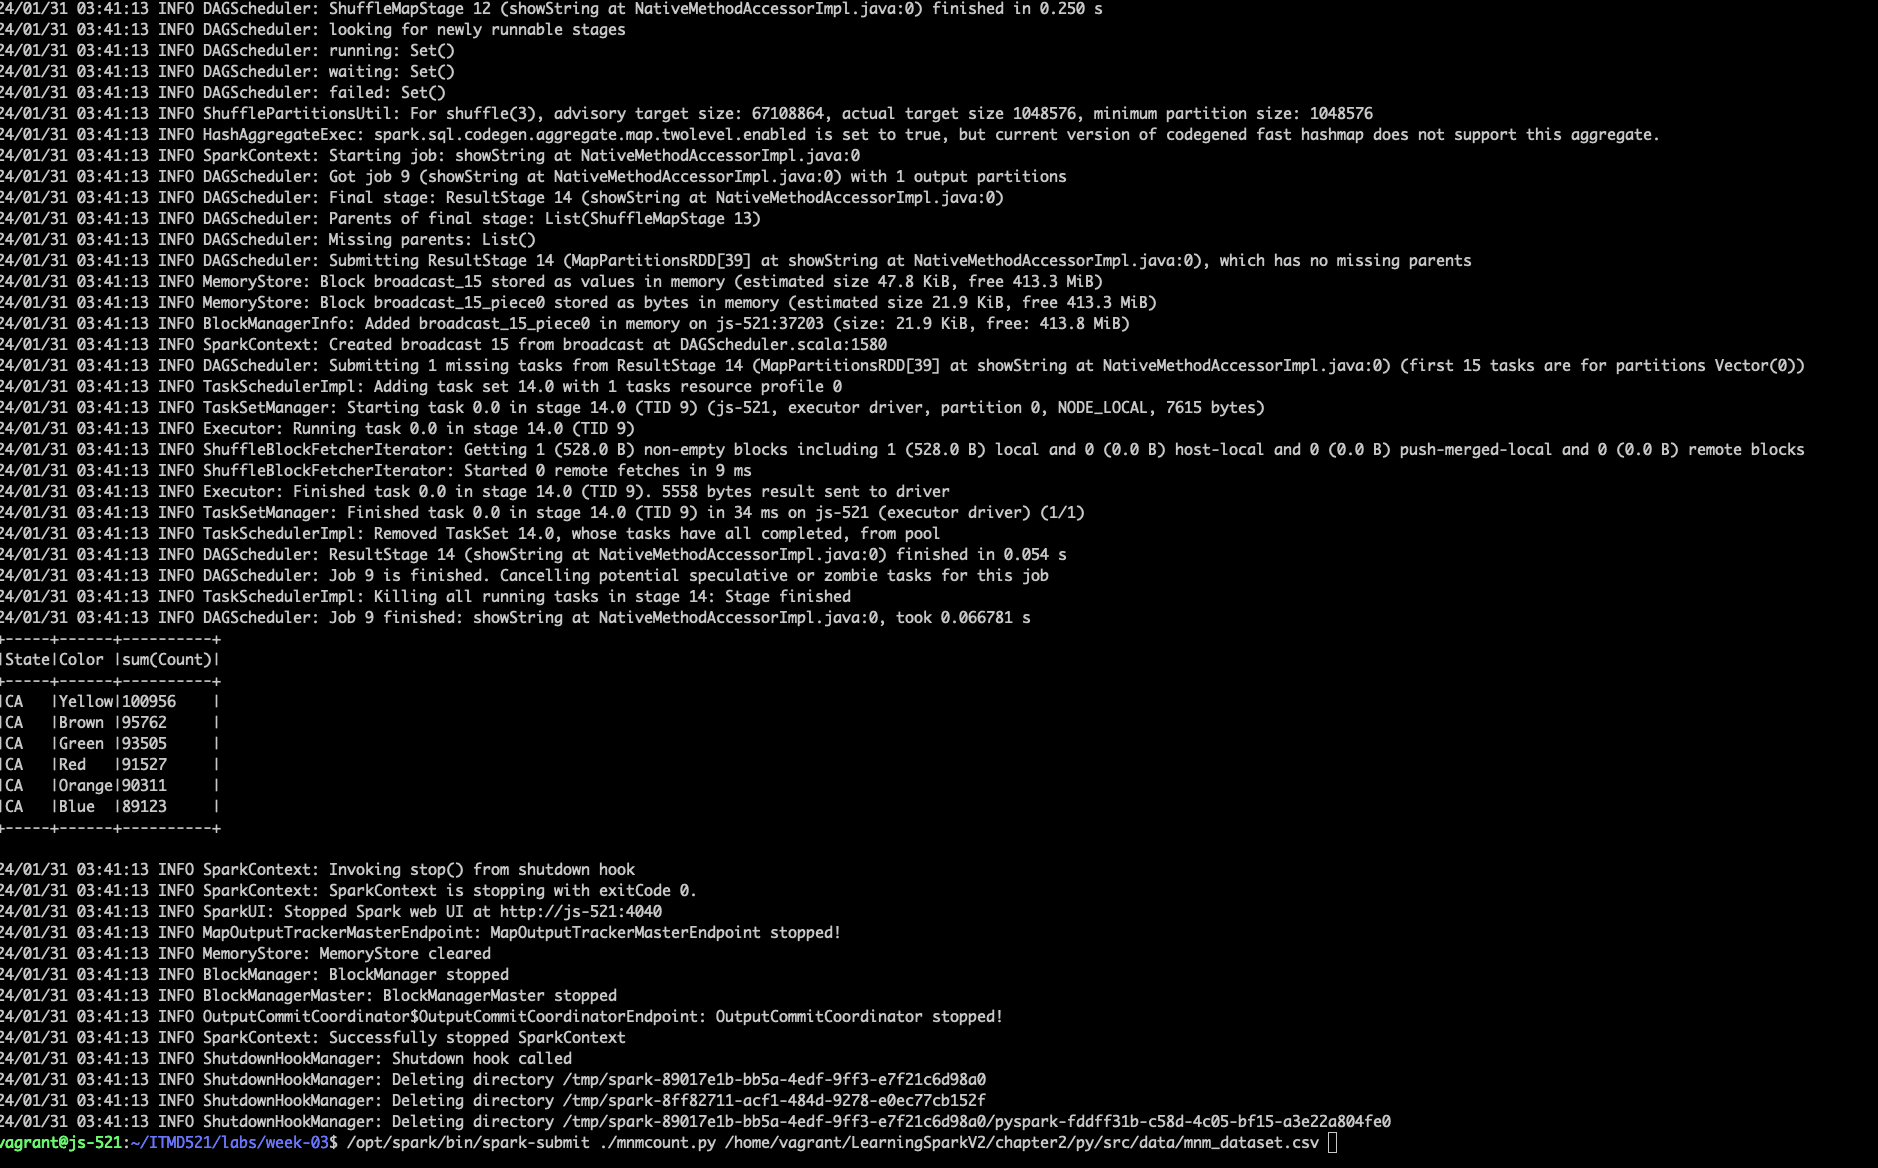 24/01/31 03:41:13 INFO DAGScheduler: ShuffleMapStage 12 (showString at NativeMethodAccessorImpl.java:0) finished in 0.250 s
24/01/31 03:41:13 INFO DAGScheduler: looking for newly runnable stages
24/01/31 03:41:13 INFO DAGScheduler: running: Set()
24/01/31 03:41:13 INFO DAGScheduler: waiting: Set()
24/01/31 03:41:13 INFO DAGScheduler: failed: Set()
24/01/31 03:41:13 INFO ShufflePartitionsUtil: For shuffle(3), advisory target size: 67108864, actual target size 1048576, minimum partition size: 1048576
24/01/31 03:41:13 INFO HashAggregateExec: spark.sql.codegen.aggregate.map.twolevel.enabled is set to true, but current version of codegened fast hashmap does not support this aggregate.
24/01/31 03:41:13 INFO SparkContext: Starting job: showString at NativeMethodAccessorImpl.java:0
24/01/31 03:41:13 INFO DAGScheduler: Got job 9 (showString at NativeMethodAccessorImpl.java:0) with 1 output partitions
24/01/31 03:41:13 INFO DAGScheduler: Final stage: ResultStage 14 (showString at NativeMethodAccessorImpl.java:0)
24/01/31 03:41:13 INFO DAGScheduler: Parents of final stage: List(ShuffleMapStage 13)
24/01/31 03:41:13 INFO DAGScheduler: Missing parents: List()
24/01/31 03:41:13 INFO DAGScheduler: Submitting ResultStage 14 (MapPartitionsRDD[39] at showString at NativeMethodAccessorImpl.java:0), which has no missing parents
24/01/31 03:41:13 INFO MemoryStore: Block broadcast_15 stored as values in memory (estimated size 47.8 KiB, free 413.3 MiB)
24/01/31 03:41:13 INFO MemoryStore: Block broadcast_15_piece0 stored as bytes in memory (estimated size 21.9 KiB, free 413.3 MiB)
24/01/31 03:41:13 INFO BlockManagerInfo: Added broadcast_15_piece0 in memory on js-521:37203 (size: 21.9 KiB, free: 413.8 MiB)
24/01/31 03:41:13 INFO SparkContext: Created broadcast 15 from broadcast at DAGScheduler.scala:1580
24/01/31 03:41:13 INFO DAGScheduler: Submitting 1 missing tasks from ResultStage 14 (MapPartitionsRDD[39] at showString at NativeMethodAccessorImpl.java:0) (first 15 tasks are for partitions Vector(0))
24/01/31 03:41:13 INFO TaskSchedulerImpl: Adding task set 14.0 with 1 tasks resource profile 0
24/01/31 03:41:13 INFO TaskSetManager: Starting task 0.0 in stage 14.0 (TID 9) (js-521, executor driver, partition 0, NODE_LOCAL, 7615 bytes)
24/01/31 03:41:13 INFO Executor: Running task 0.0 in stage 14.0 (TID 9)
24/01/31 03:41:13 INFO ShuffleBlockFetcherIterator: Getting 1 (528.0 B) non-empty blocks including 1 (528.0 B) local and 0 (0.0 B) host-local and 0 (0.0 B) push-merged-local and 0 (0.0 B) remote blocks
24/01/31 03:41:13 INFO ShuffleBlockFetcherIterator: Started 0 remote fetches in 9 ms
24/01/31 03:41:13 INFO Executor: Finished task 0.0 in stage 14.0 (TID 9). 5558 bytes result sent to driver
24/01/31 03:41:13 INFO TaskSetManager: Finished task 0.0 in stage 14.0 (TID 9) in 34 ms on js-521 (executor driver) (1/1)
24/01/31 03:41:13 INFO TaskSchedulerImpl: Removed TaskSet 14.0, whose tasks have all completed, from pool
24/01/31 03:41:13 INFO DAGScheduler: ResultStage 14 (showString at NativeMethodAccessorImpl.java:0) finished in 0.054 s
24/01/31 03:41:13 INFO DAGScheduler: Job 9 is finished. Cancelling potential speculative or zombie tasks for this job
24/01/31 03:41:13 INFO TaskSchedulerImpl: Killing all running tasks in stage 14: Stage finished
24/01/31 03:41:13 INFO DAGScheduler: Job 9 finished: showString at NativeMethodAccessorImpl.java:0, took 0.066781 s
+-----+------+----------+
|State|Color |sum(Count)|
+-----+------+----------+
|CA   |Yellow|100956    |
|CA   |Brown |95762     |
|CA   |Green |93505     |
|CA   |Red   |91527     |
|CA   |Orange|90311     |
|CA   |Blue  |89123     |
+-----+------+----------+
24/01/31 03:41:13 INFO SparkContext: Invoking stop() from shutdown hook
24/01/31 03:41:13 INFO SparkContext: SparkContext is stopping with exitCode 0.
24/01/31 03:41:13 INFO SparkUI: Stopped Spark web UI at http://js-521:4040
24/01/31 03:41:13 INFO MapOutputTrackerMasterEndpoint: MapOutputTrackerMasterEndpoint stopped!
24/01/31 03:41:13 INFO MemoryStore: MemoryStore cleared
24/01/31 03:41:13 INFO BlockManager: BlockManager stopped
24/01/31 03:41:13 INFO BlockManagerMaster: BlockManagerMaster stopped
24/01/31 03:41:13 INFO OutputCommitCoordinator$OutputCommitCoordinatorEndpoint: OutputCommitCoordinator stopped!
24/01/31 03:41:13 INFO SparkContext: Successfully stopped SparkContext
24/01/31 03:41:13 INFO ShutdownHookManager: Shutdown hook called
24/01/31 03:41:13 INFO ShutdownHookManager: Deleting directory /tmp/spark-89017e1b-bb5a-4edf-9ff3-e7f21c6d98a0
24/01/31 03:41:13 INFO ShutdownHookManager: Deleting directory /tmp/spark-8ff82711-acf1-484d-9278-e0ec77cb152f
24/01/31 03:41:13 INFO ShutdownHookManager: Deleting directory /tmp/spark-89017e1b-bb5a-4edf-9ff3-e7f21c6d98a0/pyspark-fddff31b-c58d-4c05-bf15-a3e22a804fe0
vagrant@js-521:~/ITMD521/labs/week-03$ /opt/spark/bin/spark-submit ./mnmcount.py /home/vagrant/LearningSparkV2/chapter2/py/src/data/mnm_dataset.csv